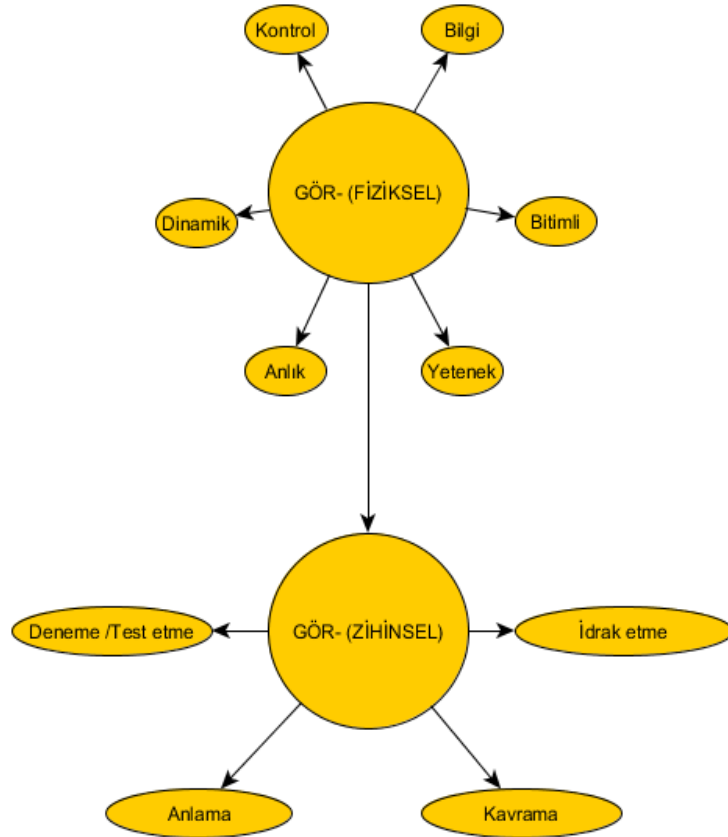 Kontrol
Bilgi
GÖR- (FİZİKSEL)
Dinamik
Bitimli
Anlık
Yetenek
GÖR- (ZİHİNSEL)
Deneme /Test etme
İdrak etme
Anlama
Kavrama